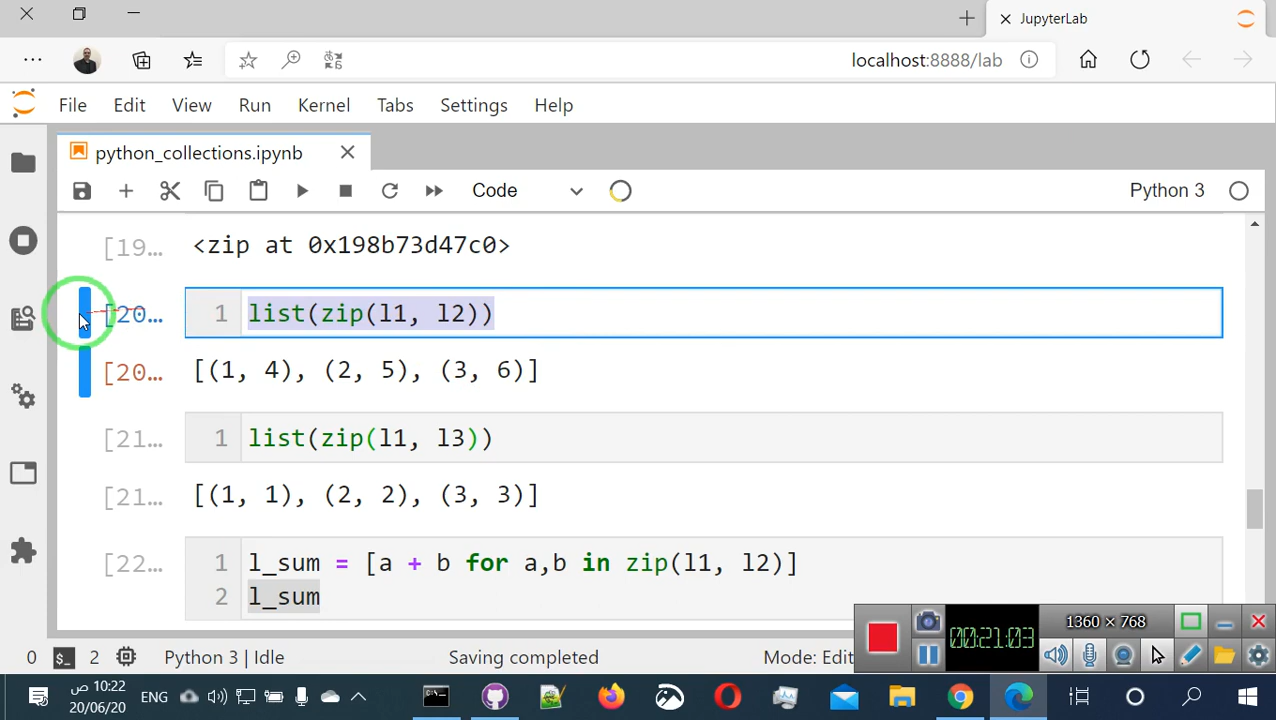 JupyterLab
localhost:8888/lab
File Edit View Run Kernel Tabs Settings Help
python_collections.ipynb
Code Python 3
[19… <zip at 0x198b73d47c0>
[20… 1 list(zip(l1, l2))
[20… [(1, 4), (2, 5), (3, 6)]
[21… 1 list(zip(l1, l3))
[21… [(1, 1), (2, 2), (3, 3)]
[22… 1 l_sum = [a + b for a,b in zip(l1, l2)]
2 l_sum
1360 × 768
00:21:03
0 2 Python 3 | Idle Saving completed Mode: Edit
10:22 ص ENG
20/06/20